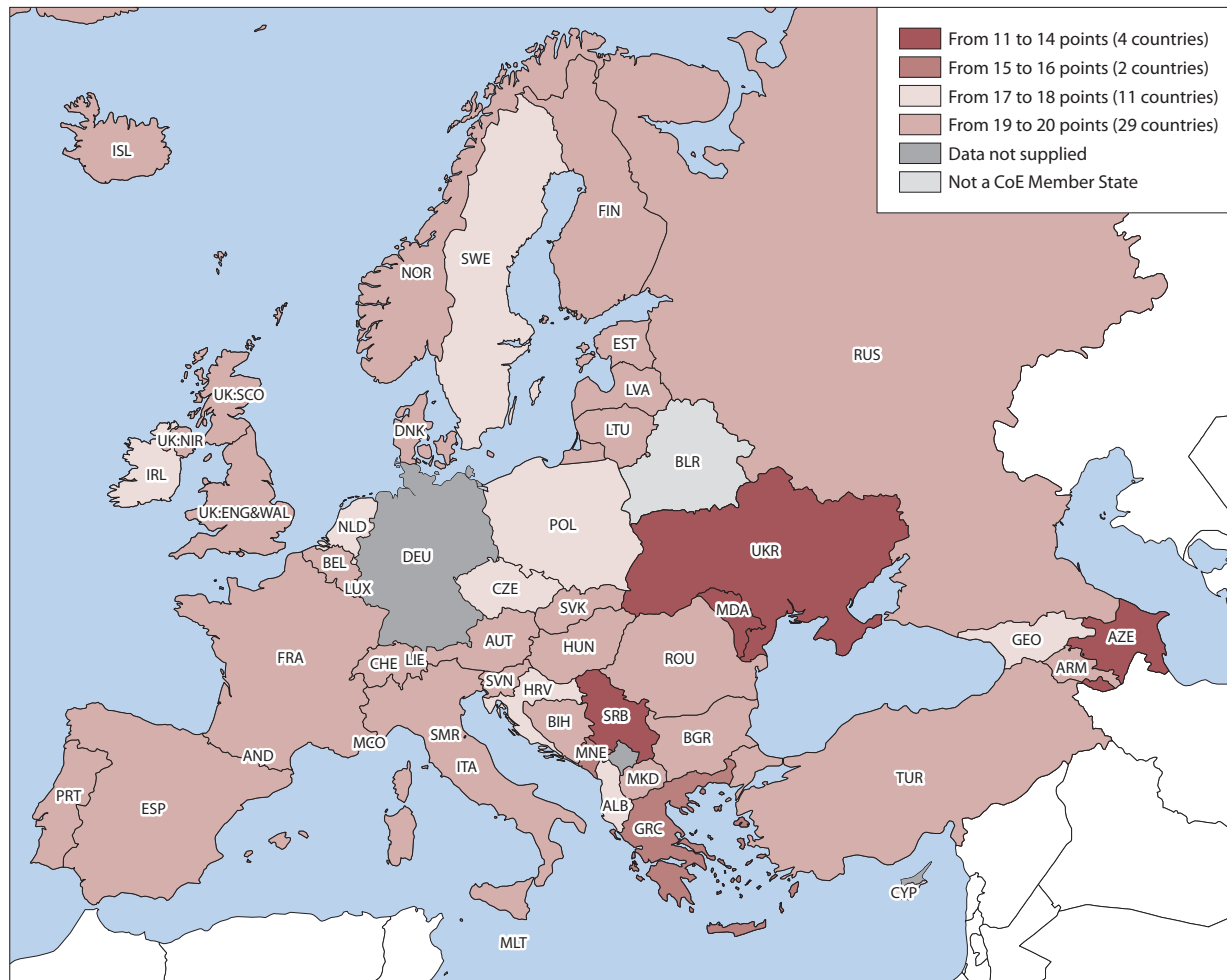 From 11 to 14 points (4 countries)
From 15 to 16 points (2 countries)
From 17 to 18 points (11 countries)
From 19 to 20 points (29 countries)
Data not supplied
Not a CoE Member State
ISL
FIN
NOR
SWE
EST
RUS
LVA
UK:SCO
LTU
DNK
UK:NIR
BLR
IRL
UK:ENG&WAL
NLD
POL
DEU
UKR
BEL
LUX
CZE
SVK
MDA
AUT
GEO
AZE
HUN
FRA
CHE
LIE
ROU
ARM
SVN
HRV
SRB
BIH
SMR
BGR
MCO
MNE
AND
ITA
MKD
TUR
PRT
ESP
ALB
GRC
CYP
MLT